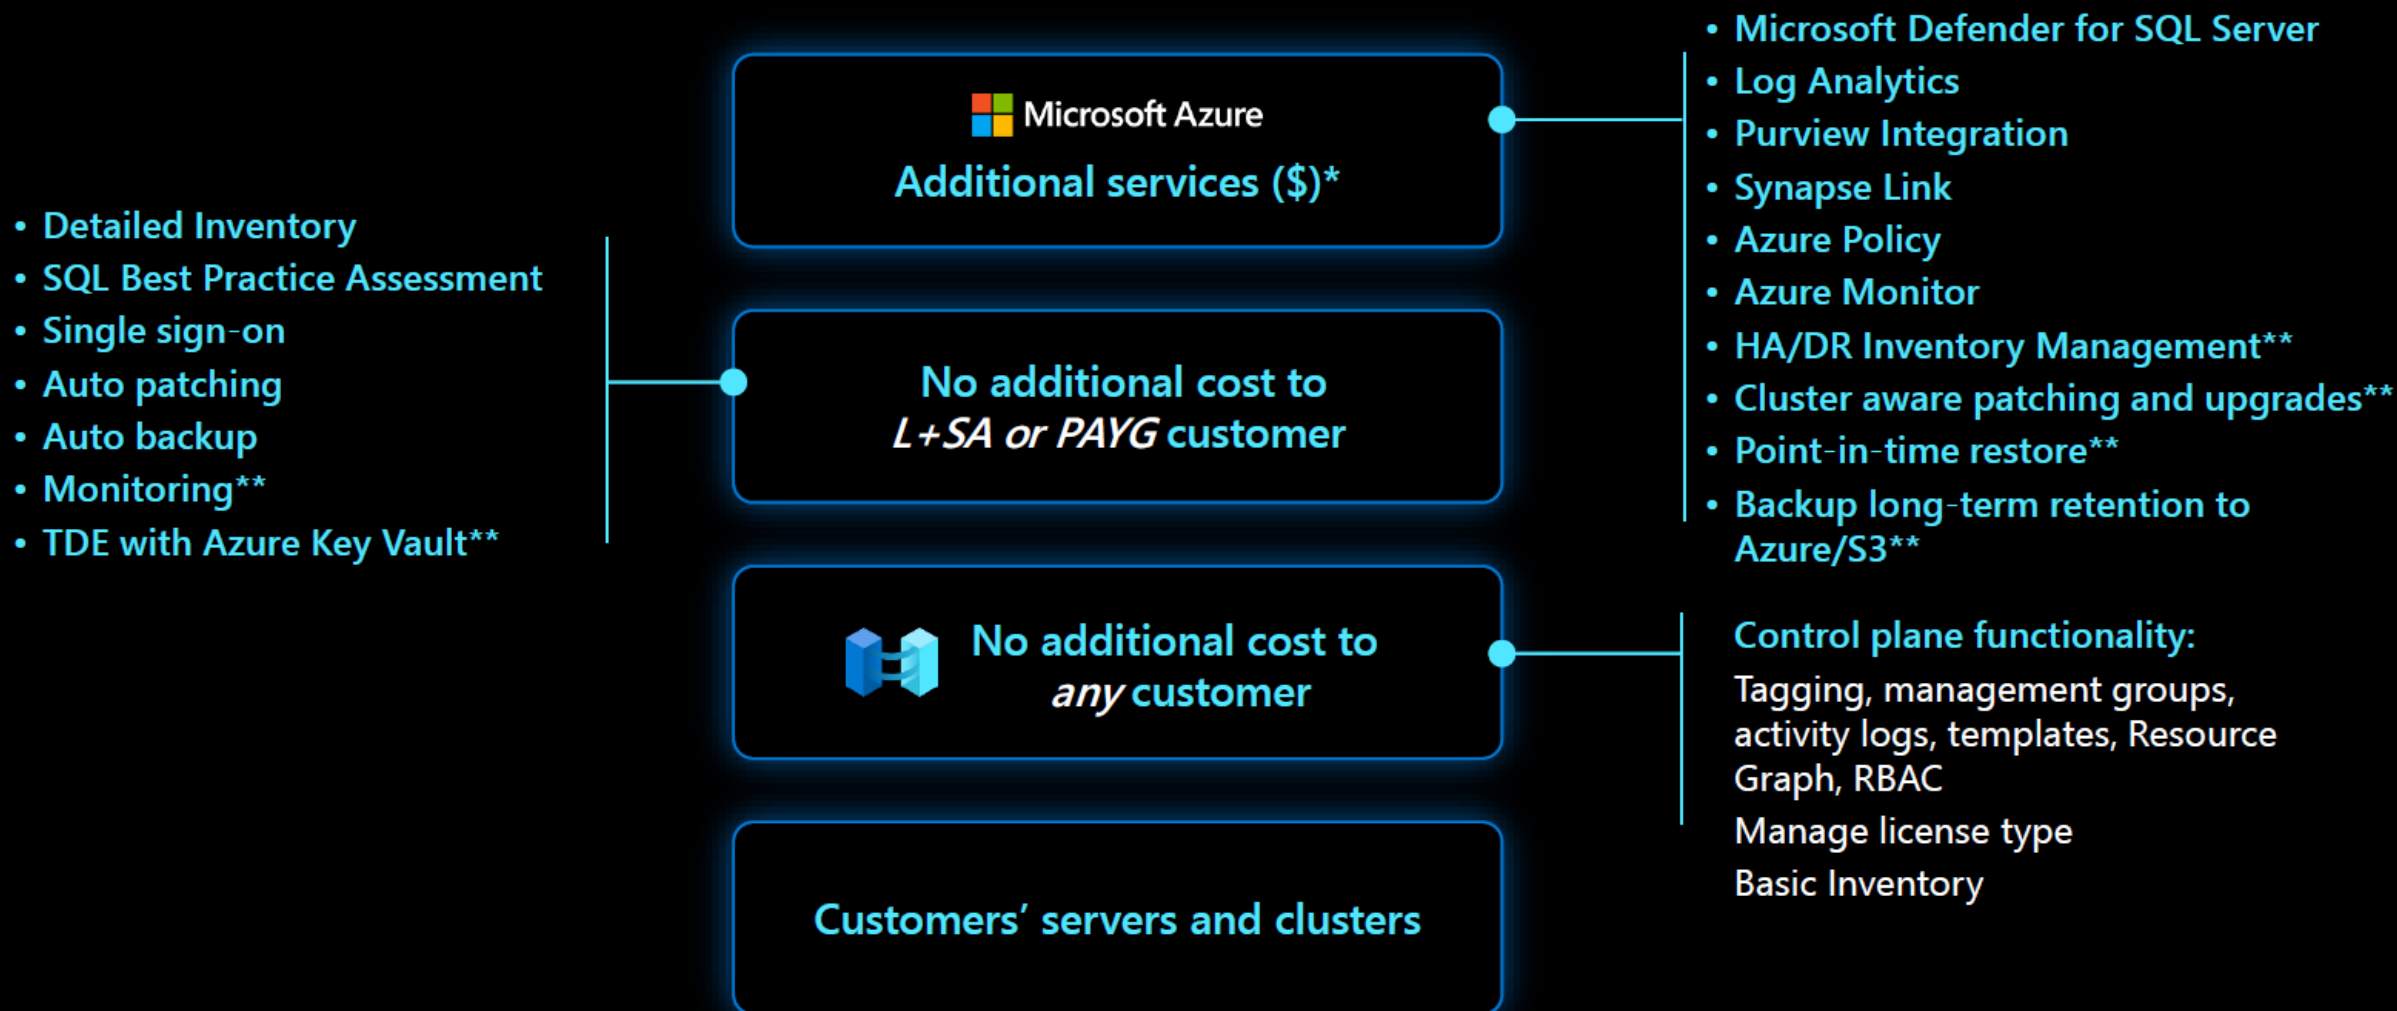 • Detailed Inventory
• SQL Best Practice Assessment
• Single sign-on
• Auto patching
• Auto backup
• Monitoring**
• TDE with Azure Key Vault**
Microsoft Azure
Additional services ($)*
No additional cost to
L+SA or PAYG customer
No additional cost to
any customer
Customers’ servers and clusters
• Microsoft Defender for SQL Server
• Log Analytics
• Purview Integration
• Synapse Link
• Azure Policy
• Azure Monitor
• HA/DR Inventory Management**
• Cluster aware patching and upgrades**
• Point-in-time restore**
• Backup long-term retention to
Azure/S3**
Control plane functionality:
Tagging, management groups,
activity logs, templates, Resource
Graph, RBAC
Manage license type
Basic Inventory